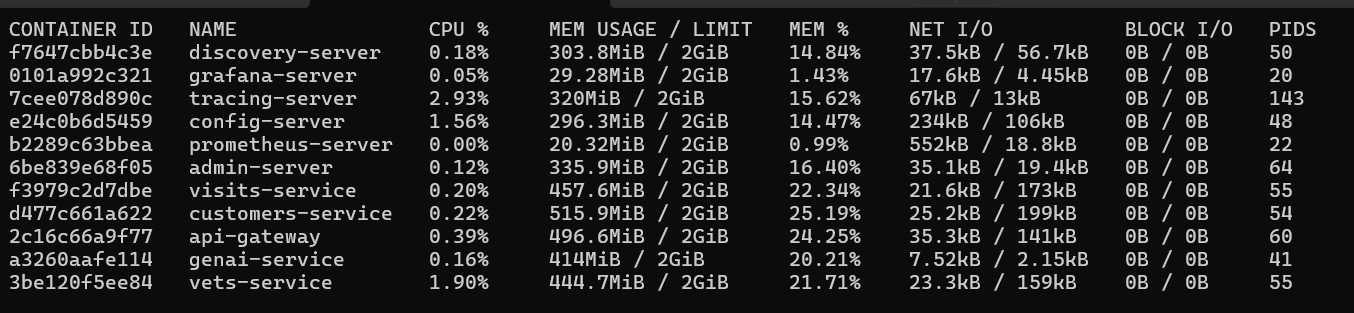 CONTAINER ID   NAME                CPU %     MEM USAGE / LIMIT   MEM %     NET I/O           BLOCK I/O   PIDS
f7647cbb4c3e   discovery-server    0.18%     303.8MiB / 2GiB     14.84%    37.5kB / 56.7kB   0B / 0B     50
0101a992c321   grafana-server      0.05%     29.28MiB / 2GiB     1.43%     17.6kB / 4.45kB   0B / 0B     20
7cee078d890c   tracing-server      2.93%     320MiB / 2GiB       15.62%    67kB / 13kB       0B / 0B     143
e24c0b6d5459   config-server       1.56%     296.3MiB / 2GiB     14.47%    234kB / 106kB     0B / 0B     48
b2289c63bbea   prometheus-server   0.00%     20.32MiB / 2GiB     0.99%     552kB / 18.8kB    0B / 0B     22
6be839e68f05   admin-server        0.12%     335.9MiB / 2GiB     16.40%    35.1kB / 19.4kB   0B / 0B     64
f3979c2d7dbe   visits-service      0.20%     457.6MiB / 2GiB     22.34%    21.6kB / 173kB    0B / 0B     55
d477c661a622   customers-service   0.22%     515.9MiB / 2GiB     25.19%    25.2kB / 199kB    0B / 0B     54
2c16c66a9f77   api-gateway         0.39%     496.6MiB / 2GiB     24.25%    35.3kB / 141kB    0B / 0B     60
a3260aafe114   genai-service       0.16%     414MiB / 2GiB       20.21%    7.52kB / 2.15kB   0B / 0B     41
3be120f5ee84   vets-service        1.90%     444.7MiB / 2GiB     21.71%    23.3kB / 159kB    0B / 0B     55